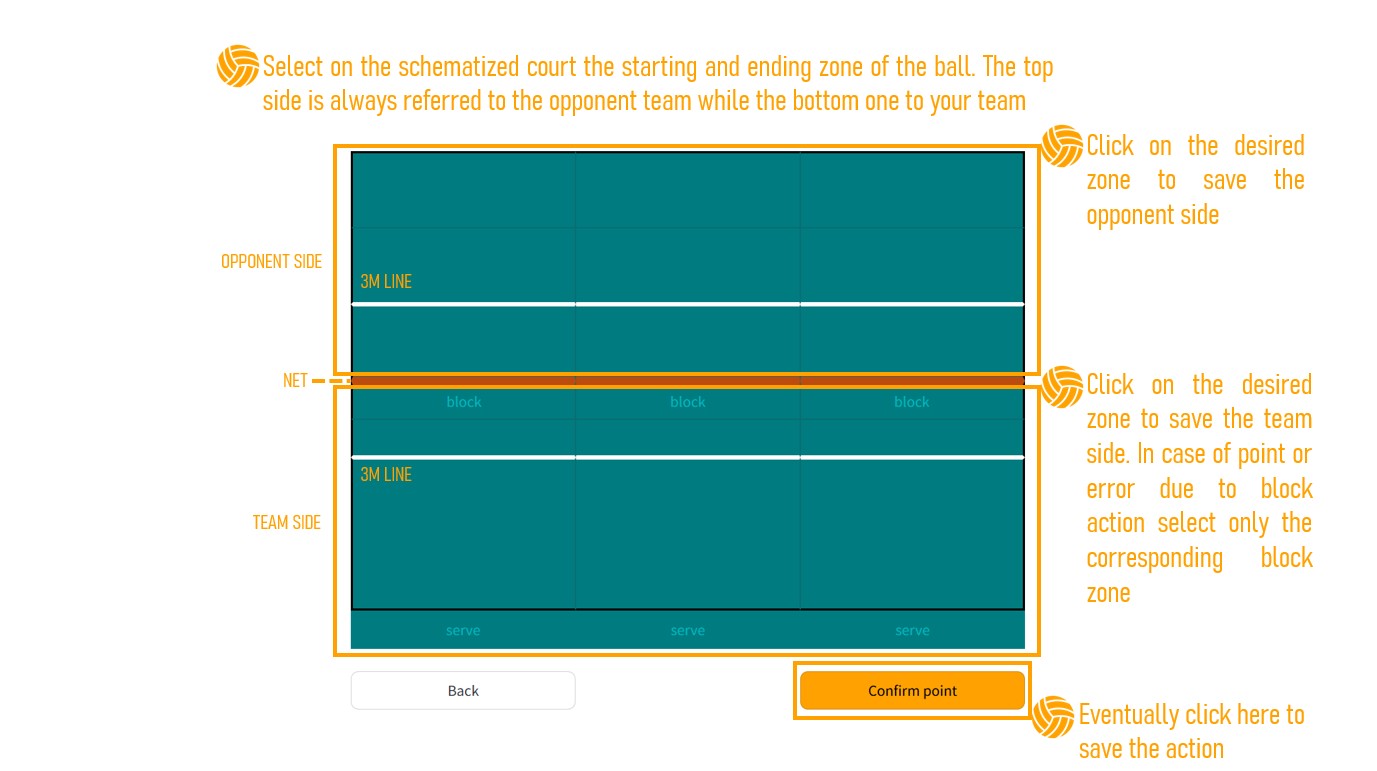 Select on the schematized court the starting and ending zone of the ball. The top
side is always referred to the opponent team while the bottom one to your team
Click on the desired
zone to save the
opponent side
OPPONENT SIDE
3M LINE
NET
block block block
Click on the desired
zone to save the team
side. In case of point or
error due to block
action select only the
corresponding block
zone
3M LINE
TEAM SIDE
serve serve serve
Back
Confirm point
Eventually click here to
save the action